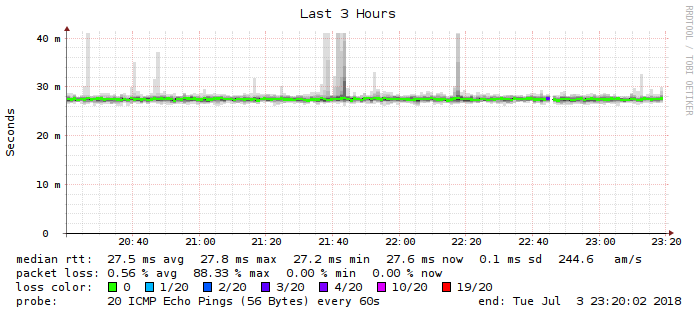 Last 3 Hours
RRDTOOL / TOBI OETIKER
Seconds
40 m
30 m
20 m
10 m
0
20:40 21:00 21:20 21:40 22:00 22:20 22:40 23:00 23:20
median rtt: 27.5 ms avg 27.8 ms max 27.2 ms min 27.6 ms now 0.1 ms sd 244.6 am/s
packet loss: 0.56 % avg 88.33 % max 0.00 % min 0.00 % now
loss color: 0 1/20 2/20 3/20 4/20 10/20 19/20
probe: 20 ICMP Echo Pings (56 Bytes) every 60s end: Tue Jul 3 23:20:02 2018